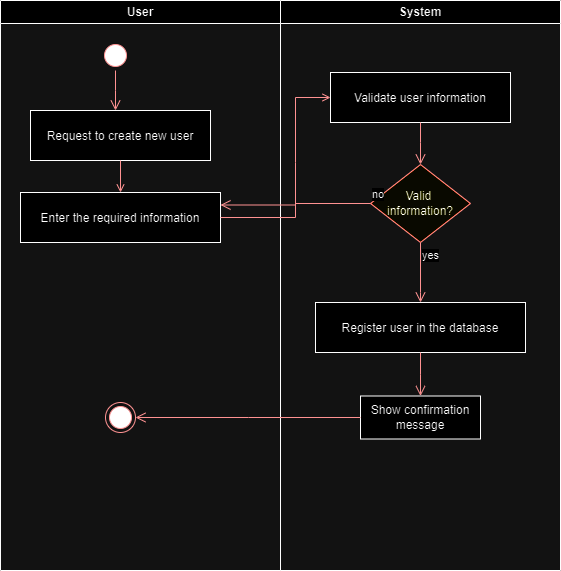 User
System
Request to create new user
Enter the required information
Validate user information
no
Valid
information?
yes
Register user in the database
Show confirmation
message